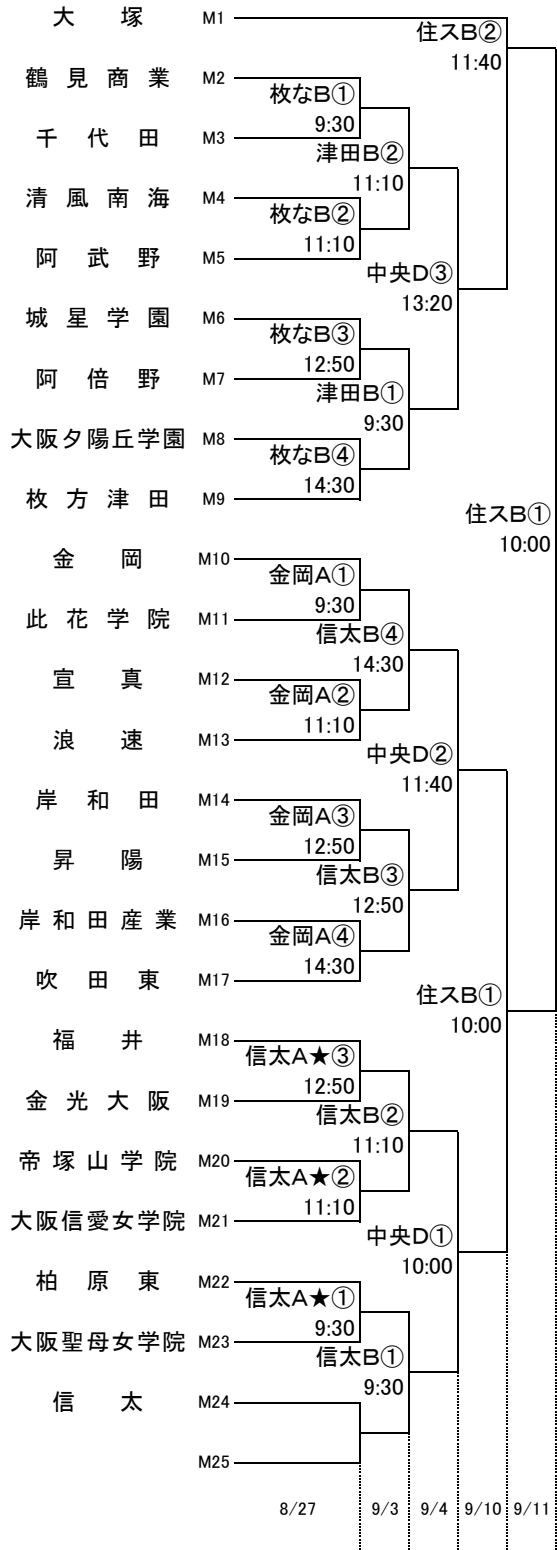 大塚 M1
住スB②
11:40
鶴見商業 M2
枚なB①
9:30
千代田 M3
津田B②
11:10
清風南海 M4
枚なB②
11:10
阿武野 M5
中央D③
13:20
城星学園 M6
枚なB③
12:50
阿倍野 M7
津田B①
9:30
大阪夕陽丘学園 M8
枚なB④
14:30
枚方津田 M9
住スB①
10:00
金岡 M10
金岡A①
9:30
此花学院 M11
信太B④
14:30
宣真 M12
金岡A②
11:10
浪速 M13
中央D②
11:40
岸和田 M14
金岡A③
12:50
昇陽 M15
信太B③
12:50
岸和田産業 M16
金岡A④
14:30
吹田東 M17
住スB①
10:00
福井 M18
信太A★③
12:50
金光大阪 M19
信太B②
11:10
帝塚山学院 M20
信太A★②
11:10
大阪信愛女学院 M21
中央D①
10:00
柏原東 M22
信太A★①
9:30
大阪聖母女学院 M23
信太B①
9:30
信太 M24
M25
8/27 9/3 9/4 9/10 9/11